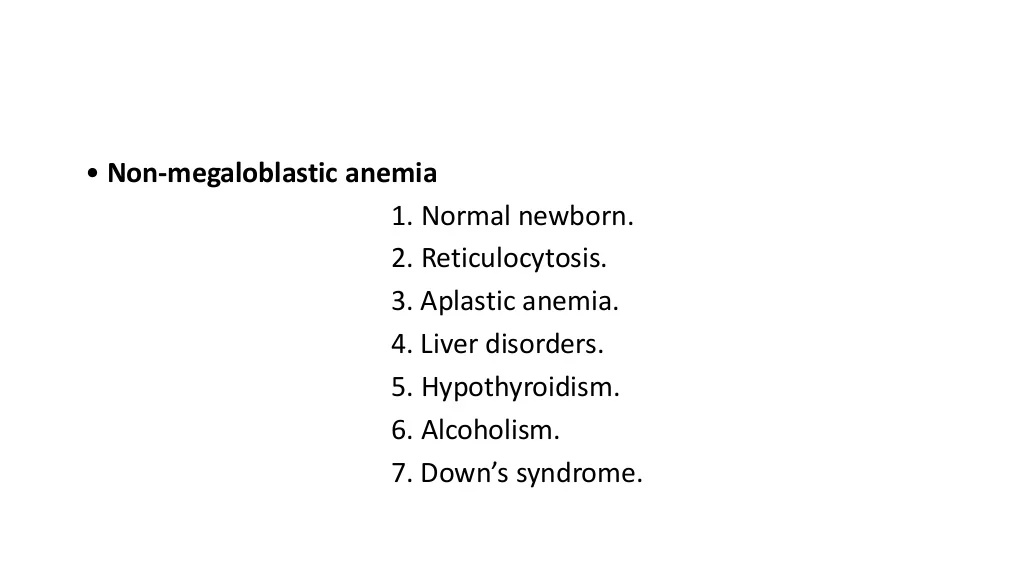 • Non-megaloblastic anemia
1. Normal newborn.
2. Reticulocytosis.
3. Aplastic anemia.
4. Liver disorders.
5. Hypothyroidism.
6. Alcoholism.
7. Down’s syndrome.